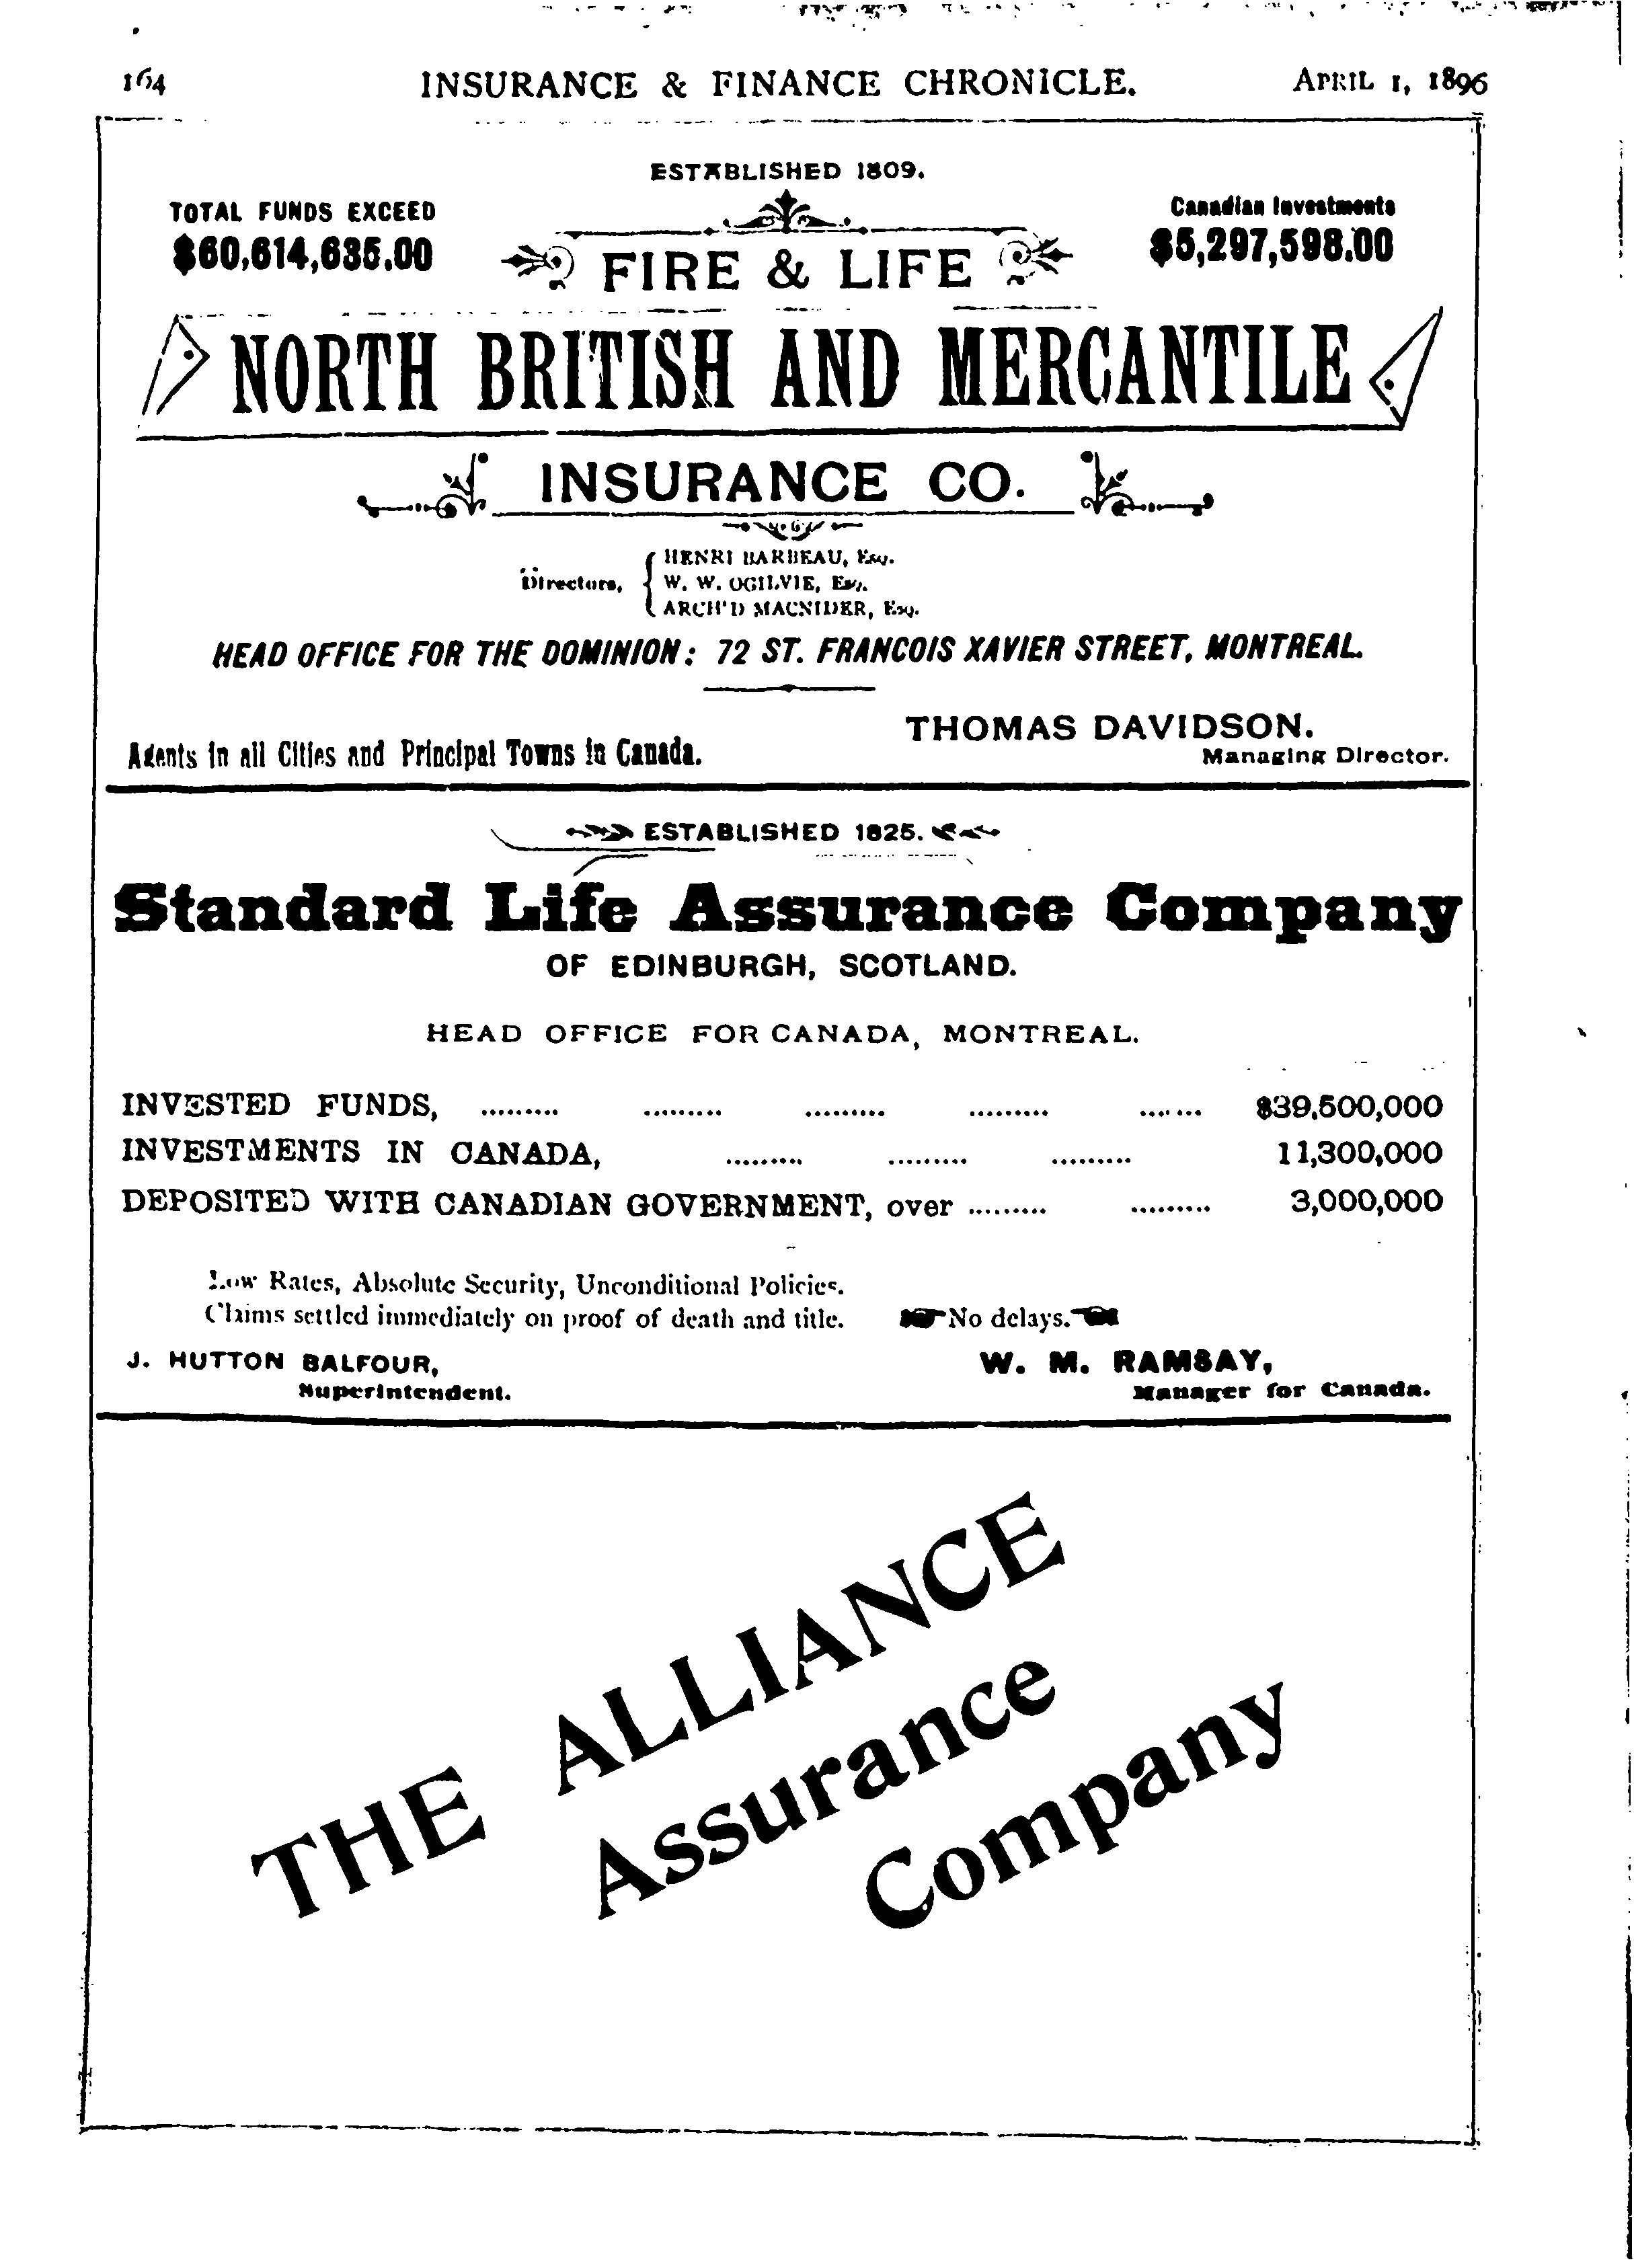 164 INSURANCE & FINANCE CHRONICLE. APRIL 1, 1896
ESTABLISHED 1809.
TOTAL FUNDS EXCEED
$60,614,635.00
Canadian Investments
$5,297,598.00
FIRE & LIFE
NORTH BRITISH AND MERCANTILE
INSURANCE CO.
Directors,
HENRI BARBEAU, Esq.
W. W. OGILVIE, Esq.
ARCH'D MACNIDER, Esq.
HEAD OFFICE FOR THE DOMINION: 72 ST. FRANCOIS XAVIER STREET, MONTREAL.
Agents in all Cities and Principal Towns in Canada.
THOMAS DAVIDSON.
Managing Director.
ESTABLISHED 1825.
Standard Life Assurance Company
OF EDINBURGH, SCOTLAND.
HEAD OFFICE FOR CANADA, MONTREAL.
INVESTED FUNDS, ......... ......... ......... ......... ....... $39,500,000
INVESTMENTS IN CANADA, ......... ......... ......... 11,300,000
DEPOSITED WITH CANADIAN GOVERNMENT, over ......... ......... 3,000,000
Low Rates, Absolute Security, Unconditional Policies.
Claims settled immediately on proof of death and title. No delays.
J. HUTTON BALFOUR,
Superintendent.
W. M. RAMSAY,
Manager for Canada.
THE ALLIANCE
Assurance
Company